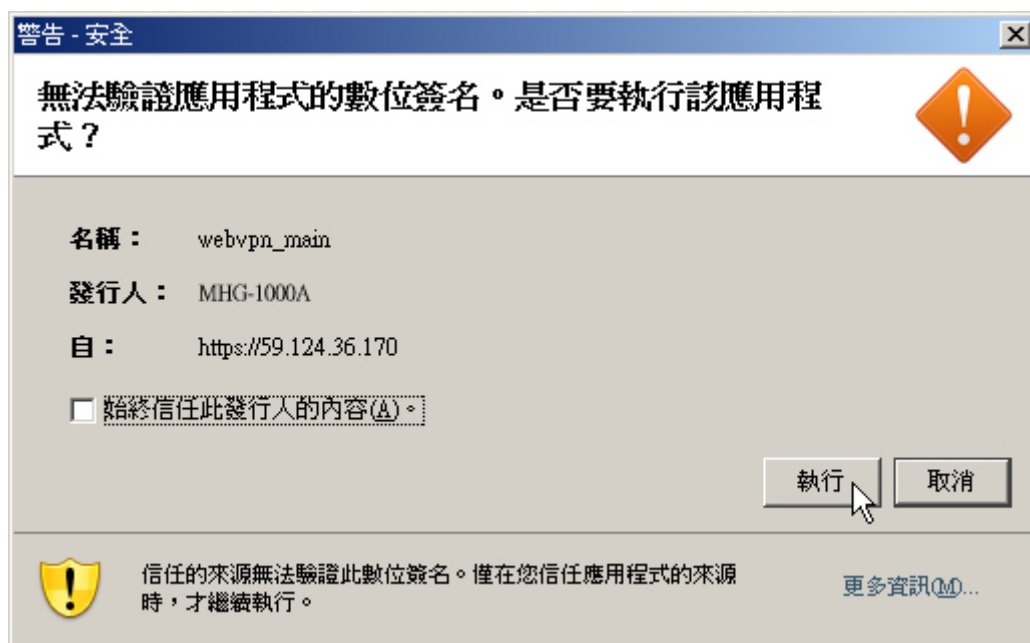 警告 - 安全
無法驗證應用程式的數位簽名。是否要執行該應用程
式？
名稱： webvpn_main
發行人： MHG-1000A
自： https://59.124.36.170
始終信任此發行人的內容(A)。
執行 取消
信任的來源無法驗證此數位簽名。僅在您信任應用程式的來源
時，才繼續執行。
更多資訊(M)...